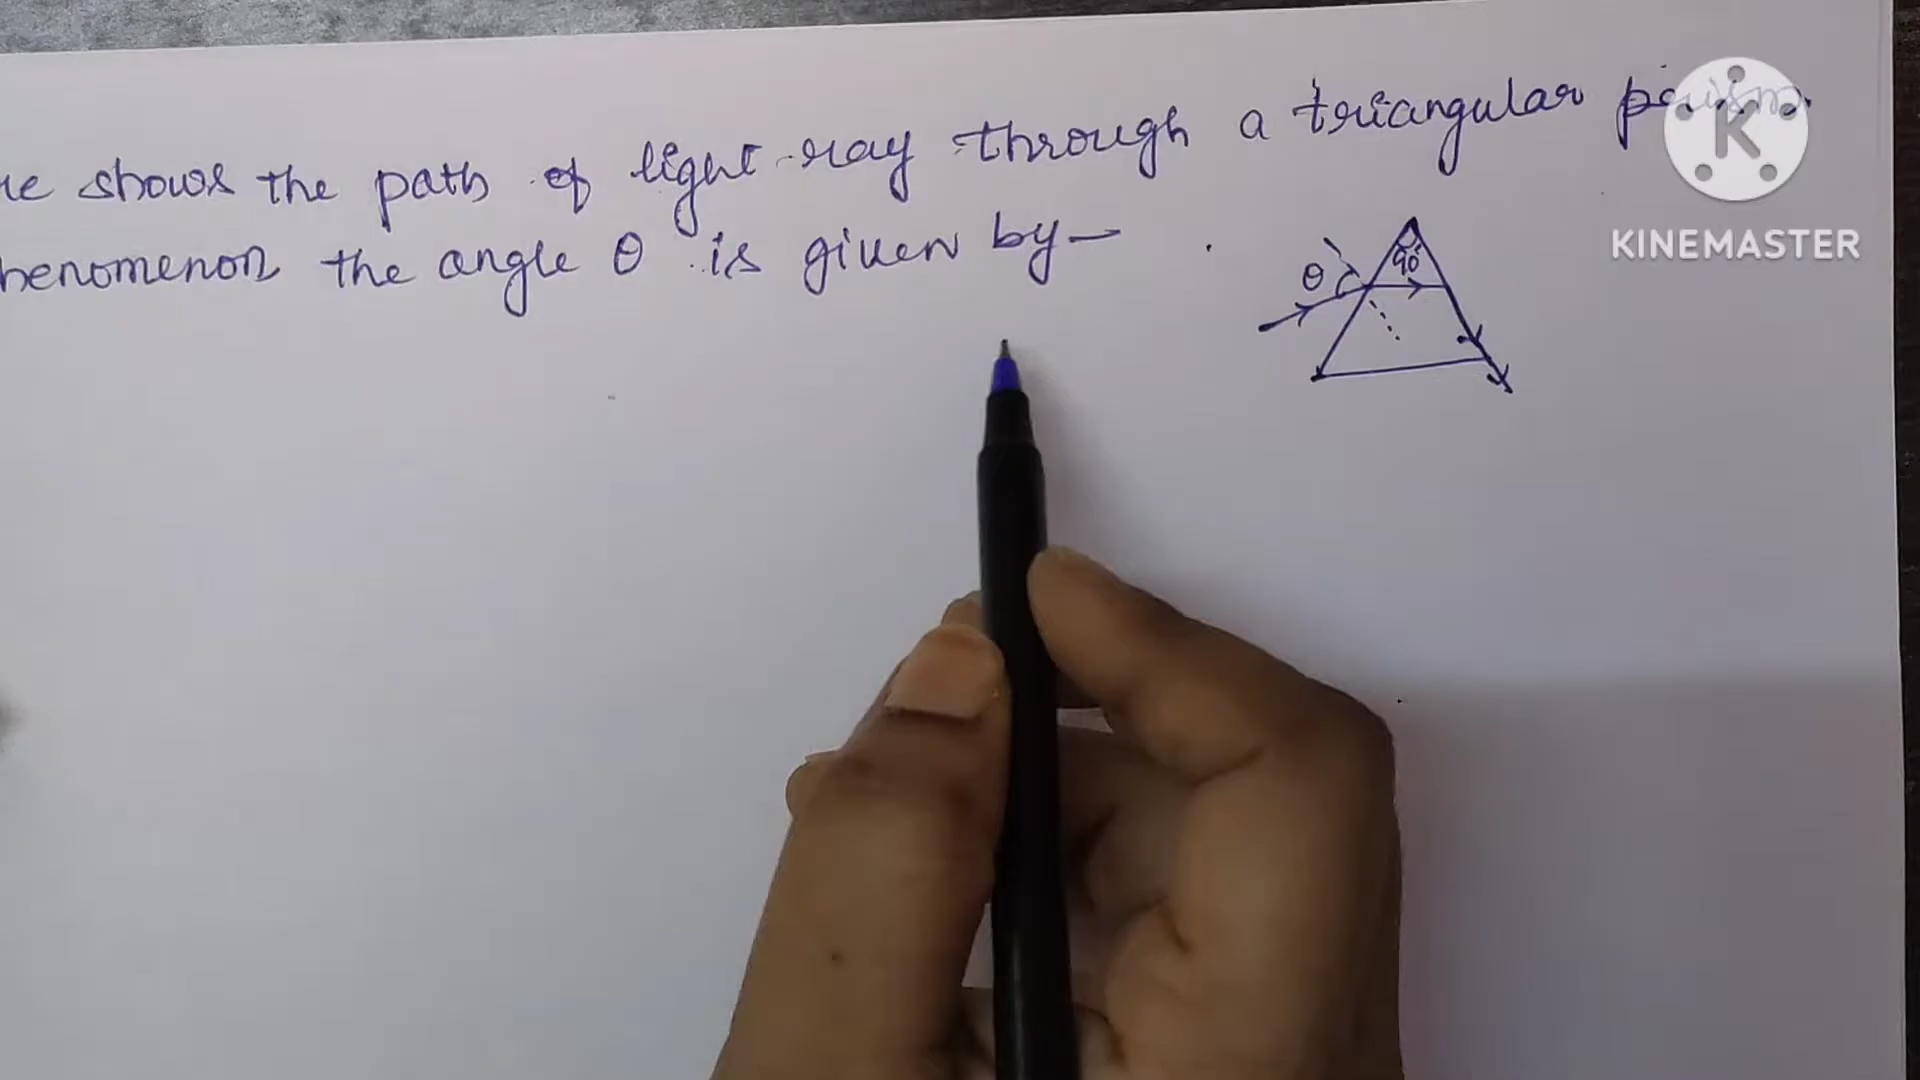 shows the path of light ray through a triangular
the angle θ is given by—
θ
90°
K
KINEMASTER